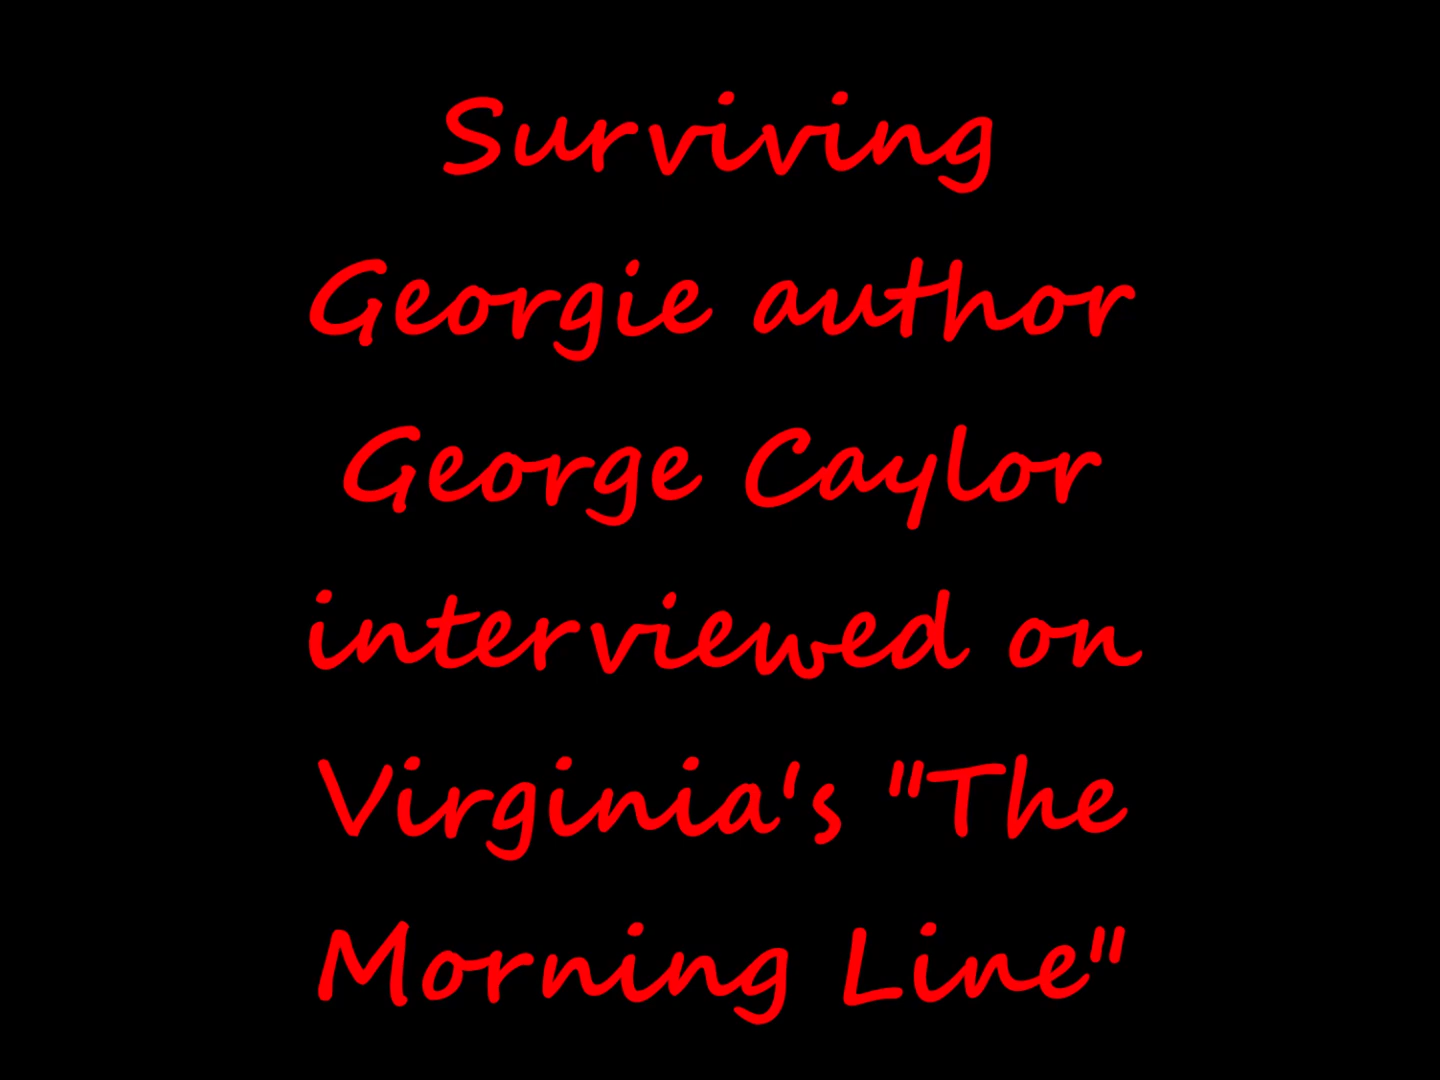 Surviving
Georgie author
George Caylor
interviewed on
Virginia's "The
Morning Line"